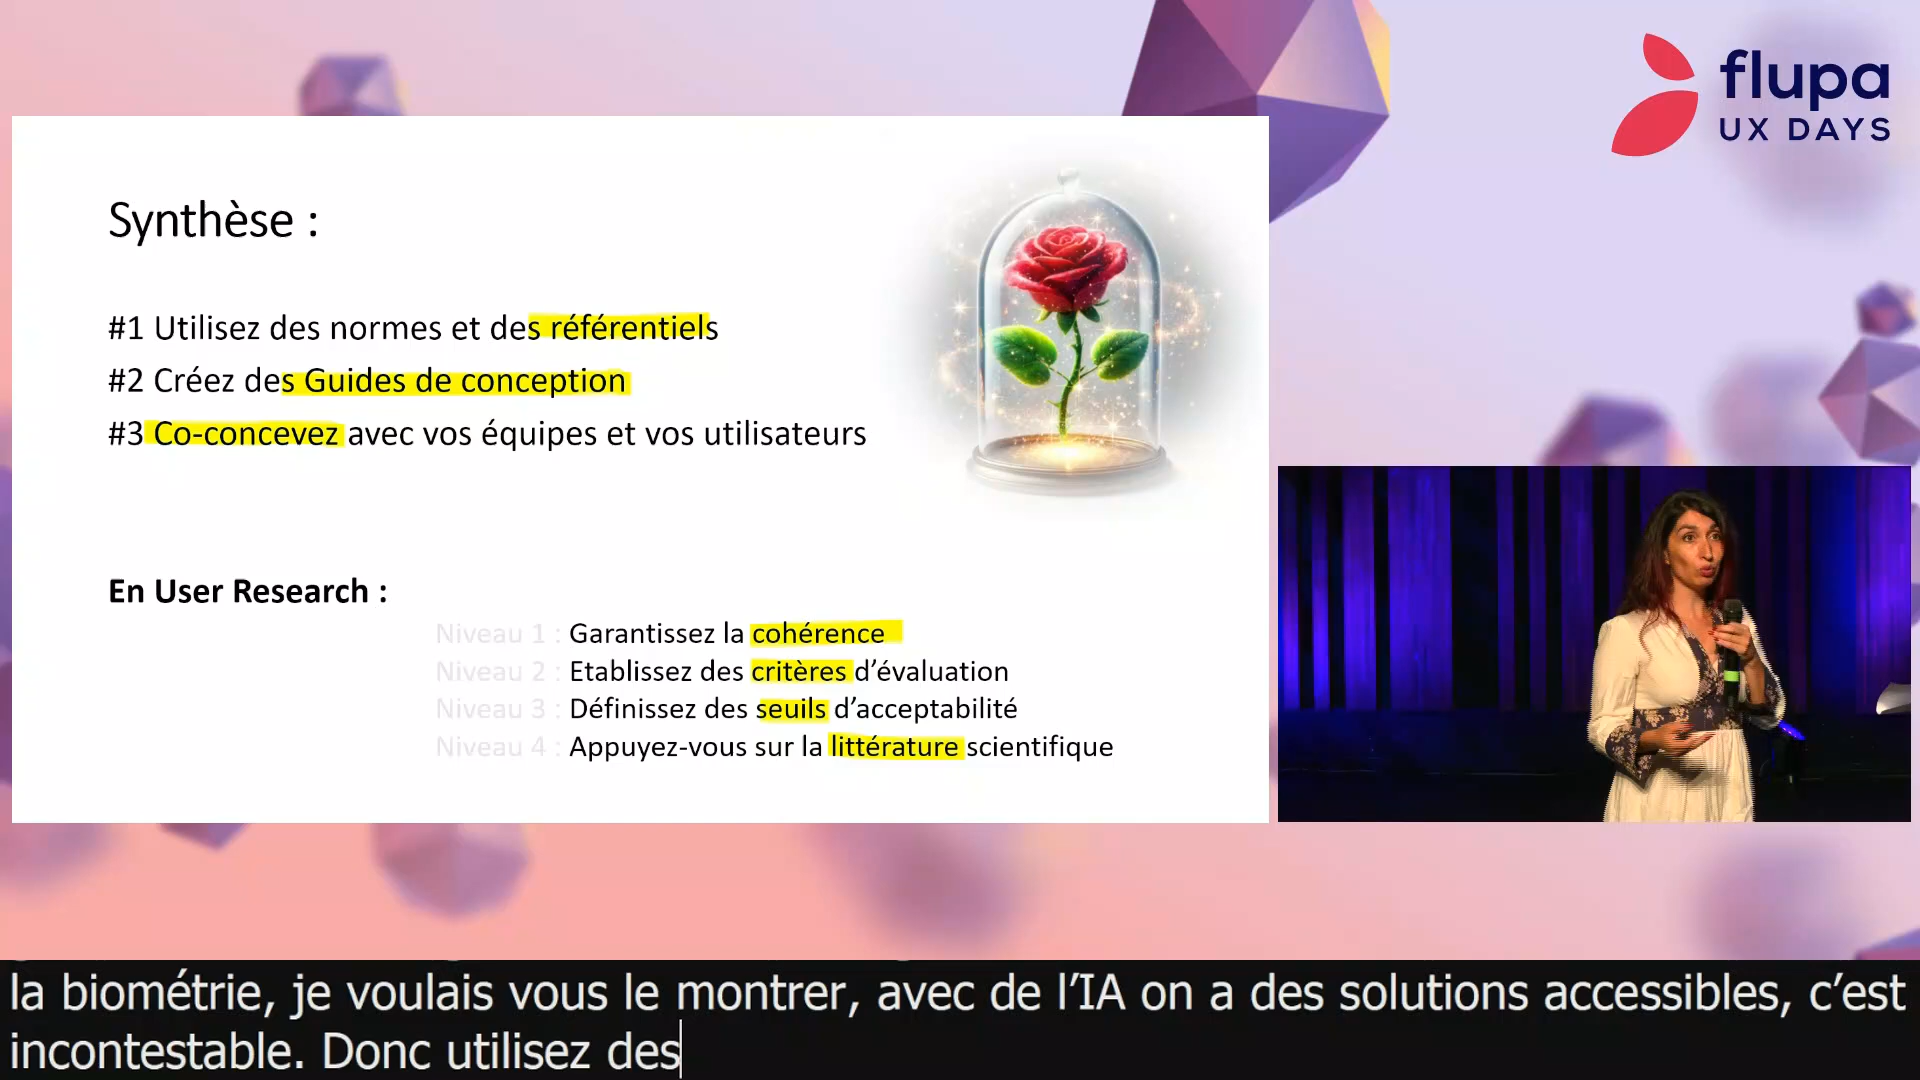 flupa
UX DAYS
Synthèse :
#1 Utilisez des normes et des référentiels
#2 Créez des Guides de conception
#3 Co-concevez avec vos équipes et vos utilisateurs
En User Research :
Niveau 1 : Garantissez la cohérence
Niveau 2 : Etablissez des critères d’évaluation
Niveau 3 : Définissez des seuils d’acceptabilité
Niveau 4 : Appuyez-vous sur la littérature scientifique
la biométrie, je voulais vous le montrer, avec de l’IA on a des solutions accessibles, c’est
incontestable. Donc utilisez des